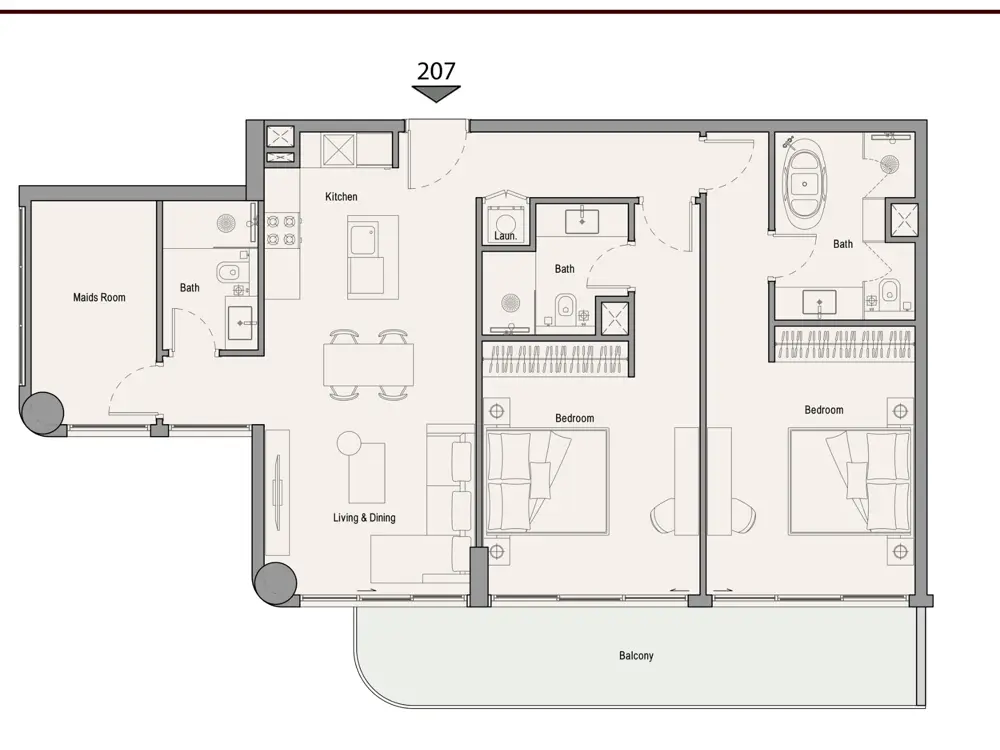 207
Kitchen
Laun.
Bath
Bath
Bath
Maids Room
Bedroom
Bedroom
Living & Dining
Balcony